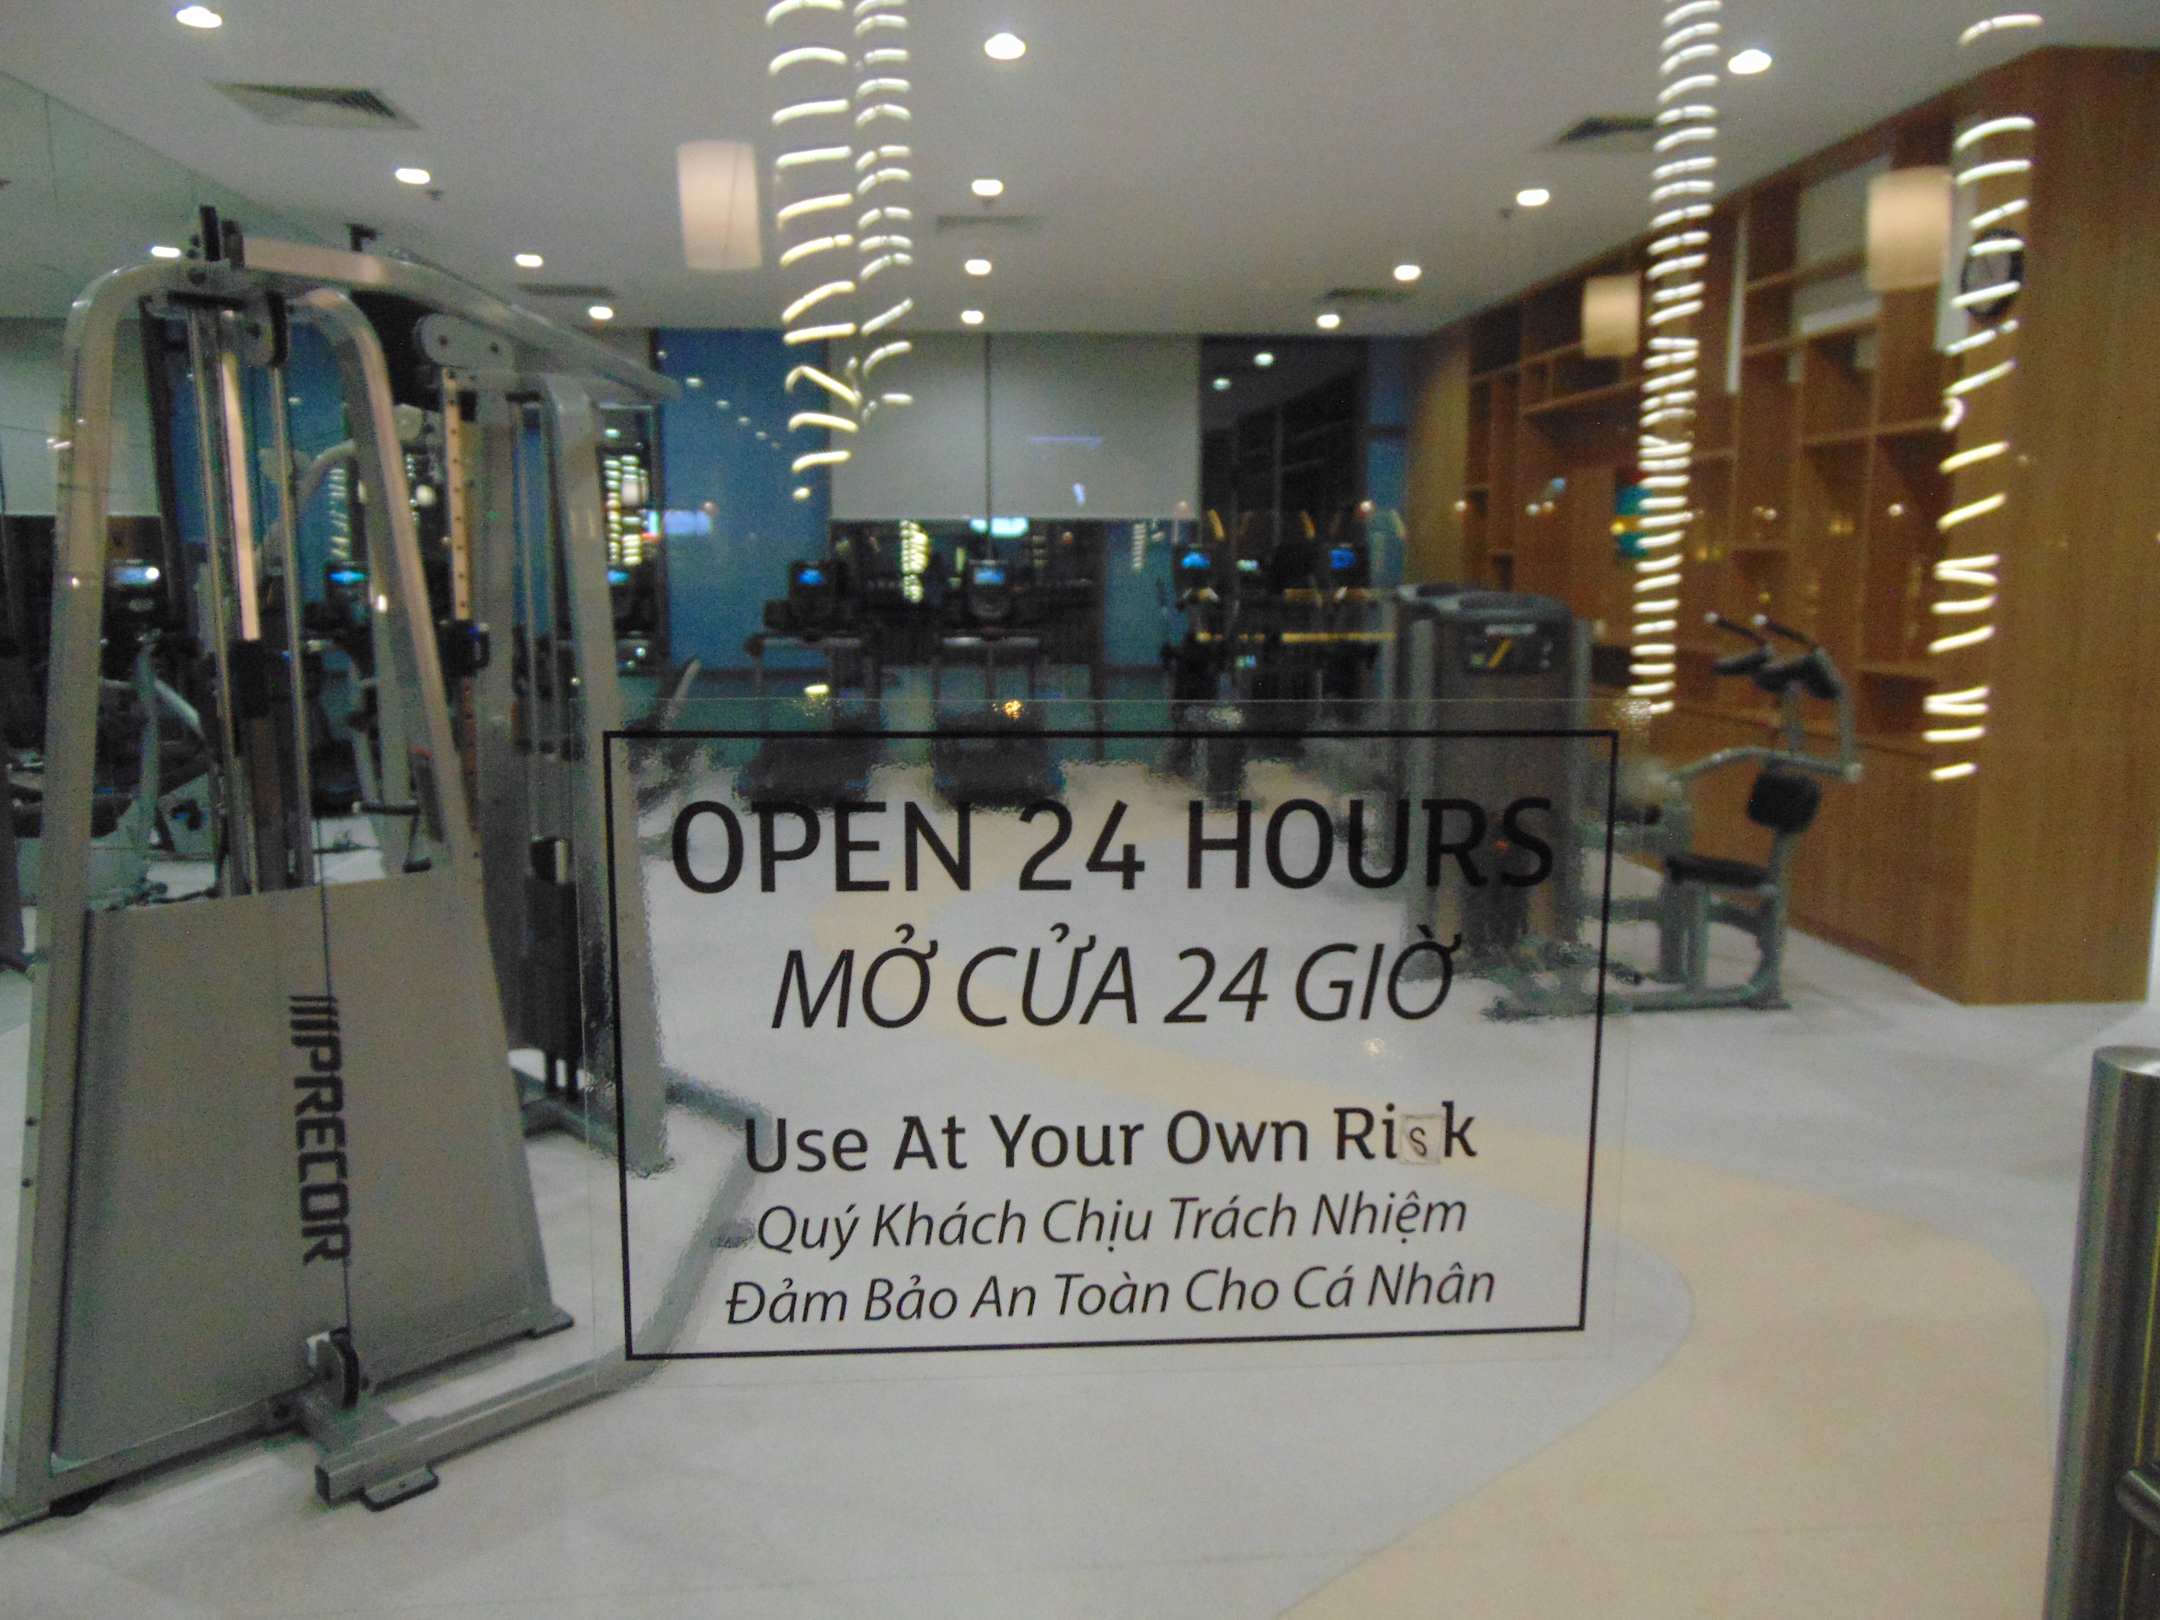 OPEN 24 HOURS
MỞ CỬA 24 GIỜ
Use At Your Own Risk
Quý Khách Chịu Trách Nhiệm
Đảm Bảo An Toàn Cho Cá Nhân
PRECOR